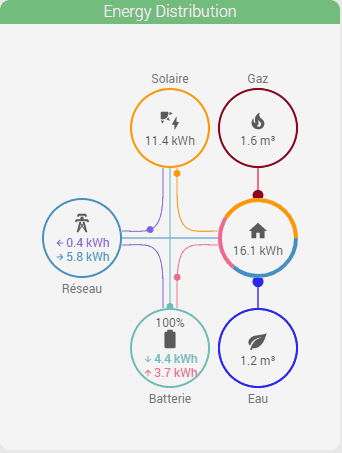 Energy Distribution
Solaire
Gaz
11.4 kWh
1.6 m³
← 0.4 kWh
→ 5.8 kWh
16.1 kWh
Réseau
100%
↓ 4.4 kWh
↑ 3.7 kWh
1.2 m³
Batterie
Eau